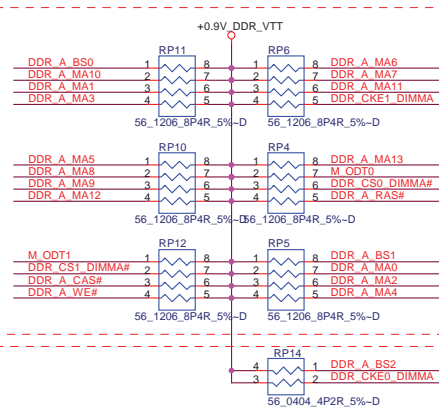 +0.9V_DDR_VTT
RP11 RP6
DDR_A_BS0 1 8 1 8 DDR_A_MA6
DDR_A_MA10 2 7 2 7 DDR_A_MA7
DDR_A_MA1 3 6 3 6 DDR_A_MA11
DDR_A_MA3 4 5 4 5 DDR_CKE1_DIMMA
56_1206_8P4R_5%~D 56_1206_8P4R_5%~D
RP10 RP4
DDR_A_MA5 1 8 1 8 DDR_A_MA13
DDR_A_MA8 2 7 2 7 M_ODT0
DDR_A_MA9 3 6 3 6 DDR_CS0_DIMMA#
DDR_A_MA12 4 5 4 5 DDR_A_RAS#
56_1206_8P4R_5%~D 56_1206_8P4R_5%~D
RP12 RP5
M_ODT1 1 8 1 8 DDR_A_BS1
DDR_CS1_DIMMA# 2 7 2 7 DDR_A_MA0
DDR_A_CAS# 3 6 3 6 DDR_A_MA2
DDR_A_WE# 4 5 4 5 DDR_A_MA4
56_1206_8P4R_5%~D 56_1206_8P4R_5%~D
RP14
4 1 DDR_A_BS2
3 2 DDR_CKE0_DIMMA
56_0404_4P2R_5%~D